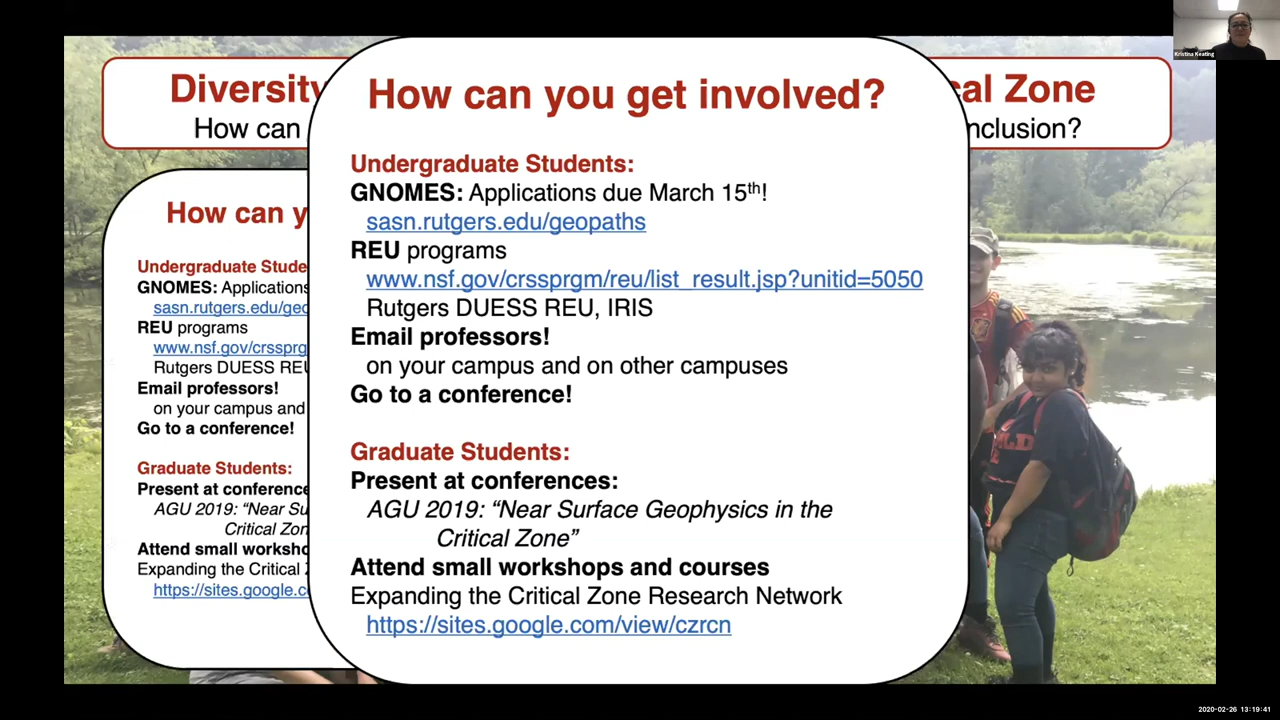 Kristina Keating
Diversity
cal Zone
How can
nclusion?
How can you get involved?
Undergraduate Students:
GNOMES: Applications due March 15th!
sasn.rutgers.edu/geopaths
REU programs
www.nsf.gov/crssprgm/reu/list_result.jsp?unitid=5050
Rutgers DUESS REU, IRIS
Email professors!
on your campus and on other campuses
Go to a conference!
Graduate Students:
Present at conferences:
AGU 2019: “Near Surface Geophysics in the
Critical Zone”
Attend small workshops and courses
Expanding the Critical Zone Research Network
https://sites.google.com/view/czrcn
How can y
Undergraduate Stude
GNOMES: Applications
sasn.rutgers.edu/geo
REU programs
www.nsf.gov/crssprg
Rutgers DUESS REU
Email professors!
on your campus and
Go to a conference!
Graduate Students:
Present at conference
AGU 2019: “Near Su
Critical Zon
Attend small worksho
Expanding the Critical Z
https://sites.google.c
2020-02-26 13:19:41